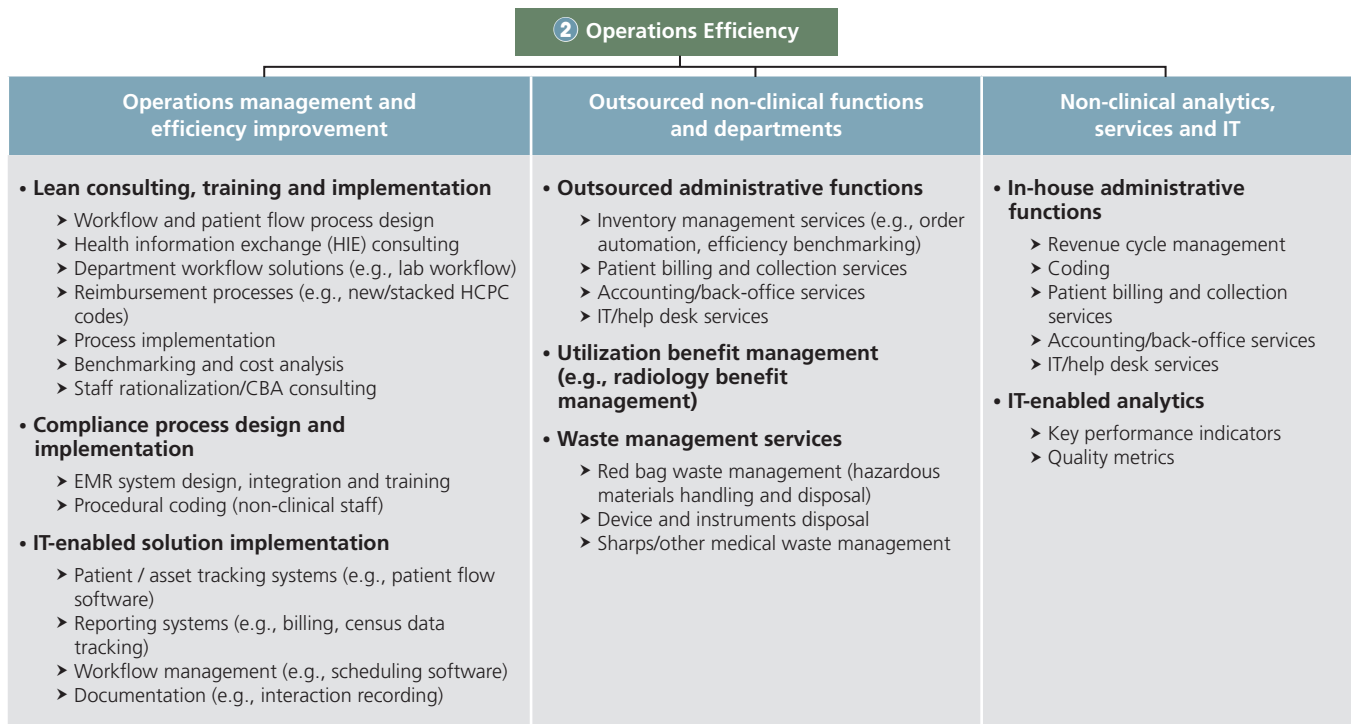 ② Operations Efficiency
Operations management and
efficiency improvement
• Lean consulting, training and implementation
➤ Workflow and patient flow process design
➤ Health information exchange (HIE) consulting
➤ Department workflow solutions (e.g., lab workflow)
➤ Reimbursement processes (e.g., new/stacked HCPC
codes)
➤ Process implementation
➤ Benchmarking and cost analysis
➤ Staff rationalization/CBA consulting
• Compliance process design and
implementation
➤ EMR system design, integration and training
➤ Procedural coding (non-clinical staff)
• IT-enabled solution implementation
➤ Patient / asset tracking systems (e.g., patient flow
software)
➤ Reporting systems (e.g., billing, census data
tracking)
➤ Workflow management (e.g., scheduling software)
➤ Documentation (e.g., interaction recording)
Outsourced non-clinical functions
and departments
• Outsourced administrative functions
➤ Inventory management services (e.g., order
automation, efficiency benchmarking)
➤ Patient billing and collection services
➤ Accounting/back-office services
➤ IT/help desk services
• Utilization benefit management
(e.g., radiology benefit
management)
• Waste management services
➤ Red bag waste management (hazardous
materials handling and disposal)
➤ Device and instruments disposal
➤ Sharps/other medical waste management
Non-clinical analytics,
services and IT
• In-house administrative
functions
➤ Revenue cycle management
➤ Coding
➤ Patient billing and collection
services
➤ Accounting/back-office services
➤ IT/help desk services
• IT-enabled analytics
➤ Key performance indicators
➤ Quality metrics